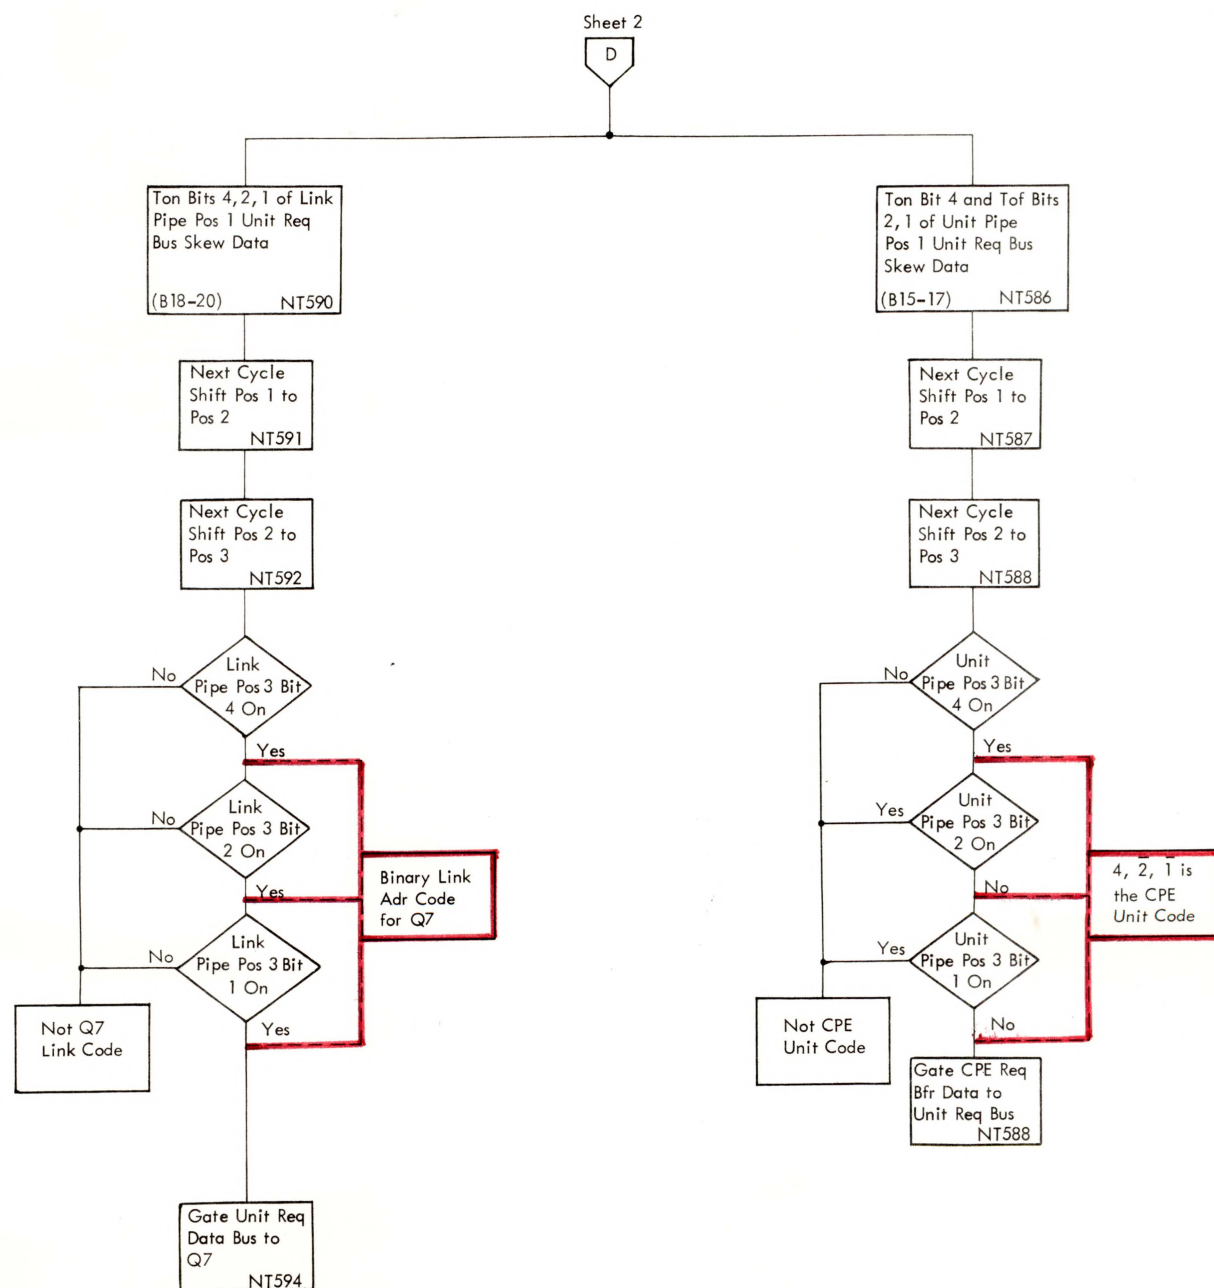 Sheet 2
D
Ton Bits 4,2,1 of Link
Pipe Pos 1 Unit Req
Bus Skew Data
(B18-20) NT590
Next Cycle
Shift Pos 1 to
Pos 2
NT591
Next Cycle
Shift Pos 2 to
Pos 3
NT592
Link
Pipe Pos 3 Bit
4 On
No
Yes
Link
Pipe Pos 3 Bit
2 On
No
Yes
Link
Pipe Pos 3 Bit
1 On
No
Yes
Binary Link
Adr Code
for Q7
Not Q7
Link Code
Gate Unit Req
Data Bus to
Q7
NT594
Ton Bit 4 and Tof Bits
2,1 of Unit Pipe
Pos 1 Unit Req Bus
Skew Data
(B15-17) NT586
Next Cycle
Shift Pos 1 to
Pos 2
NT587
Next Cycle
Shift Pos 2 to
Pos 3
NT588
Unit
Pipe Pos 3 Bit
4 On
No
Yes
Unit
Pipe Pos 3 Bit
2 On
Yes
No
Unit
Pipe Pos 3 Bit
1 On
Yes
No
4, 2̅, 1̅ is
the CPE
Unit Code
Not CPE
Unit Code
Gate CPE Req
Bfr Data to
Unit Req Bus
NT588